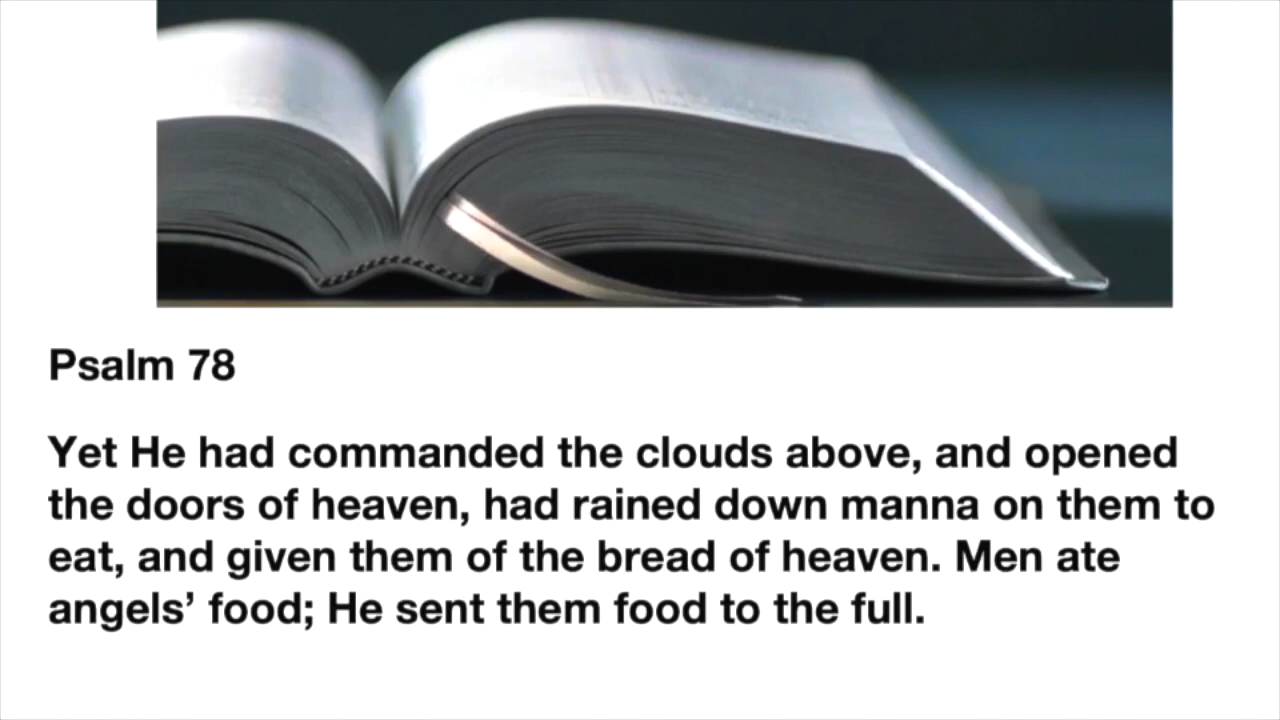 Psalm 78
Yet He had commanded the clouds above, and opened
the doors of heaven, had rained down manna on them to
eat, and given them of the bread of heaven. Men ate
angels’ food; He sent them food to the full.